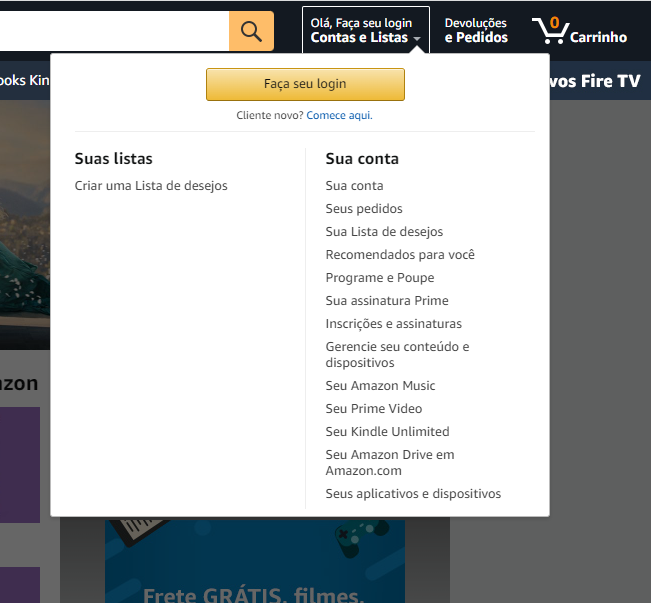 Olá, Faça seu login
Contas e Listas
Devoluções
e Pedidos
0
Carrinho
ooks Kin
vos Fire TV
Faça seu login
Cliente novo? Comece aqui.
Suas listas
Criar uma Lista de desejos
Sua conta
Sua conta
Seus pedidos
Sua Lista de desejos
Recomendados para você
Programe e Poupe
Sua assinatura Prime
Inscrições e assinaturas
Gerencie seu conteúdo e
dispositivos
Seu Amazon Music
Seu Prime Video
Seu Kindle Unlimited
Seu Amazon Drive em
Amazon.com
Seus aplicativos e dispositivos
azon
Frete GRÁTIS, filmes,